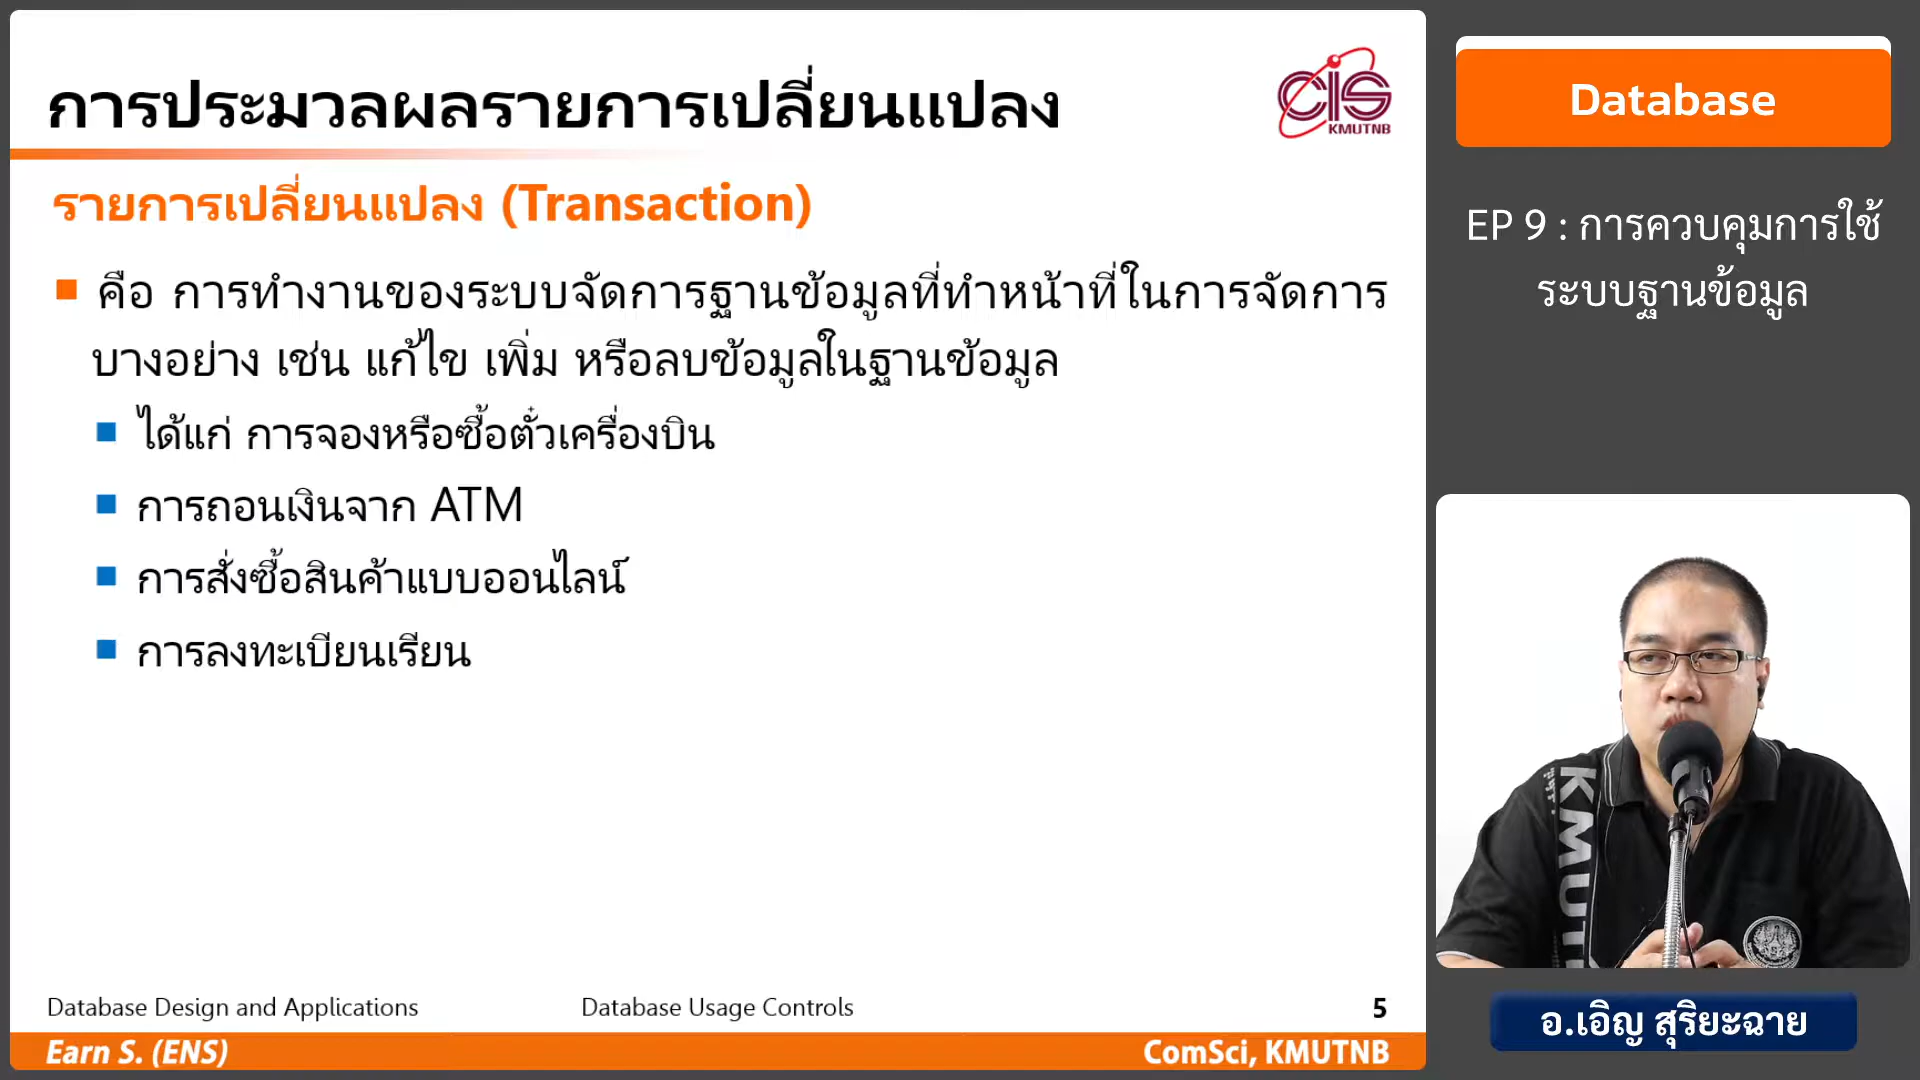 การประมวลผลรายการเปลี่ยนแปลง
CIS
KMUTNB
รายการเปลี่ยนแปลง (Transaction)
คือ การทำงานของระบบจัดการฐานข้อมูลที่ทำหน้าที่ในการจัดการ
บางอย่าง เช่น แก้ไข เพิ่ม หรือลบข้อมูลในฐานข้อมูล
ได้แก่ การจองหรือซื้อตั๋วเครื่องบิน
การถอนเงินจาก ATM
การสั่งซื้อสินค้าแบบออนไลน์
การลงทะเบียนเรียน
Database Design and Applications
Database Usage Controls
5
Earn S. (ENS)
ComSci, KMUTNB
Database
EP 9 : การควบคุมการใช้
ระบบฐานข้อมูล
อ.เอิญ สุริยะฉาย